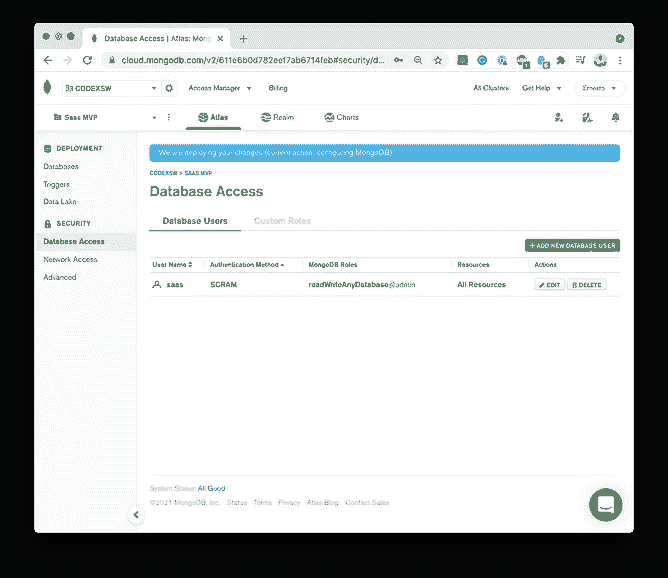 Database Access | Atlas: Mong
cloud.mongodb.com/v2/611e6b0d782eef7ab6714feb#security/d...
CODEXSW Access Manager Billing All Clusters Get Help Ernesto
Saas MVP Atlas Realm Charts
DEPLOYMENT
Databases
Triggers
Data Lake
SECURITY
Database Access
Network Access
Advanced
We are deploying your changes (current action: configuring MongoDB)
CODEXSW > SAAS MVP
Database Access
Database Users Custom Roles
+ ADD NEW DATABASE USER
User Name Authentication Method MongoDB Roles Resources Actions
saas SCRAM readWriteAnyDatabase@admin All Resources EDIT DELETE
System Status: All Good
©2021 MongoDB, Inc. Status Terms Privacy Atlas Blog Contact Sales